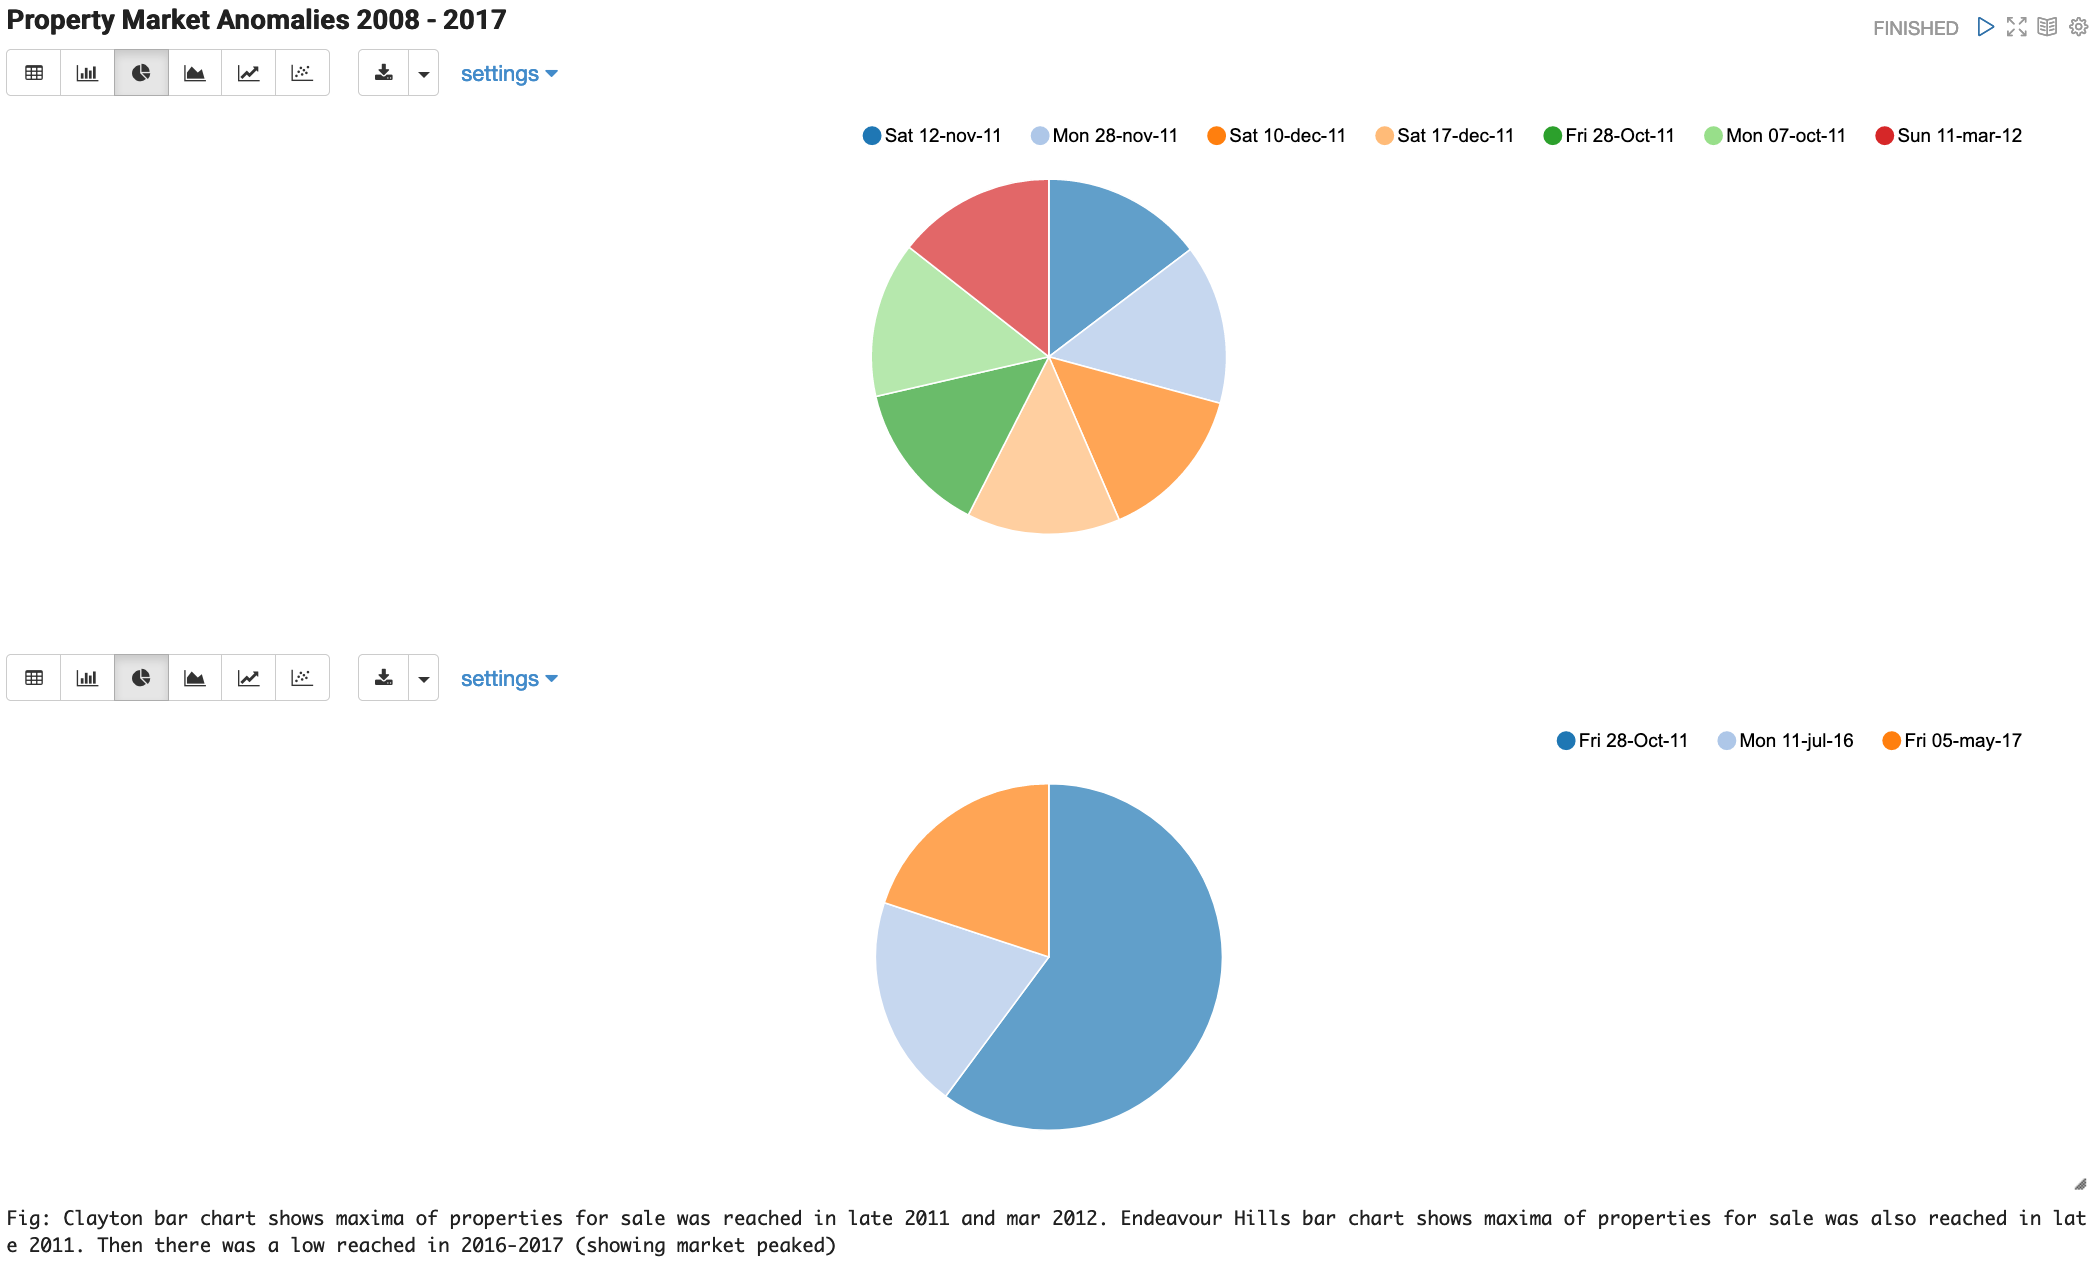 Property Market Anomalies 2008 - 2017
FINISHED
settings
Sat 12-nov-11 Mon 28-nov-11 Sat 10-dec-11 Sat 17-dec-11 Fri 28-Oct-11 Mon 07-oct-11 Sun 11-mar-12
settings
Fri 28-Oct-11 Mon 11-jul-16 Fri 05-may-17
Fig: Clayton bar chart shows maxima of properties for sale was reached in late 2011 and mar 2012. Endeavour Hills bar chart shows maxima of properties for sale was also reached in lat
e 2011. Then there was a low reached in 2016-2017 (showing market peaked)